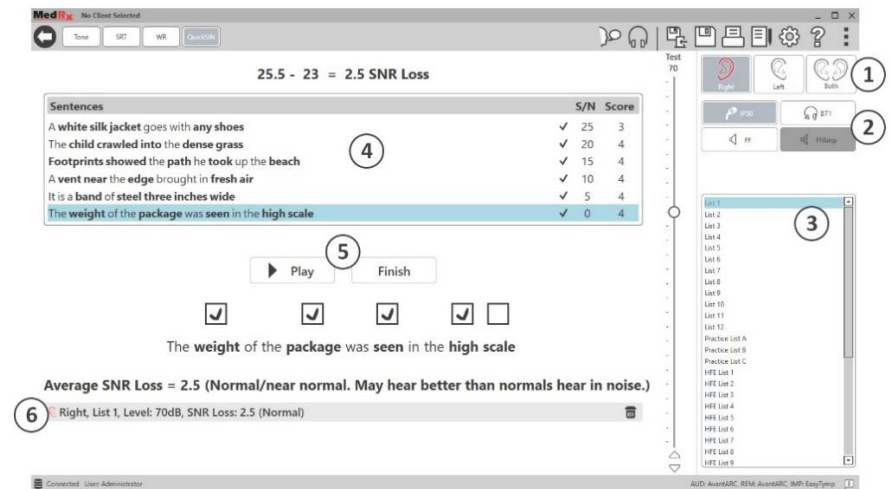 MedRx No Client Selected
Tone SRT WR QuickSIN
Test
70
25.5 - 23 = 2.5 SNR Loss
Right Left Both
1
Sentences S/N Score
A white silk jacket goes with any shoes 25 3
The child crawled into the dense grass 20 4
Footprints showed the path he took up the beach 15 4
A vent near the edge brought in fresh air 10 4
It is a band of steel three inches wide 5 4
The weight of the package was seen in the high scale 0 4
4
IP30 BT1
FF FFAmp
2
5
Play Finish
The weight of the package was seen in the high scale
Average SNR Loss = 2.5 (Normal/near normal. May hear better than normals hear in noise.)
6
Right, List 1, Level: 70dB, SNR Loss: 2.5 (Normal)
3
List 1
List 2
List 3
List 4
List 5
List 6
List 7
List 8
List 9
List 10
List 11
List 12
Practice List A
Practice List B
Practice List C
HFE List 1
HFE List 2
HFE List 3
HFE List 4
HFE List 5
HFE List 6
HFE List 7
HFE List 8
HFE List 9
Connected User: Administrator
AUD: AvantARC, REM: AvantARC, IMP: EasyTymp